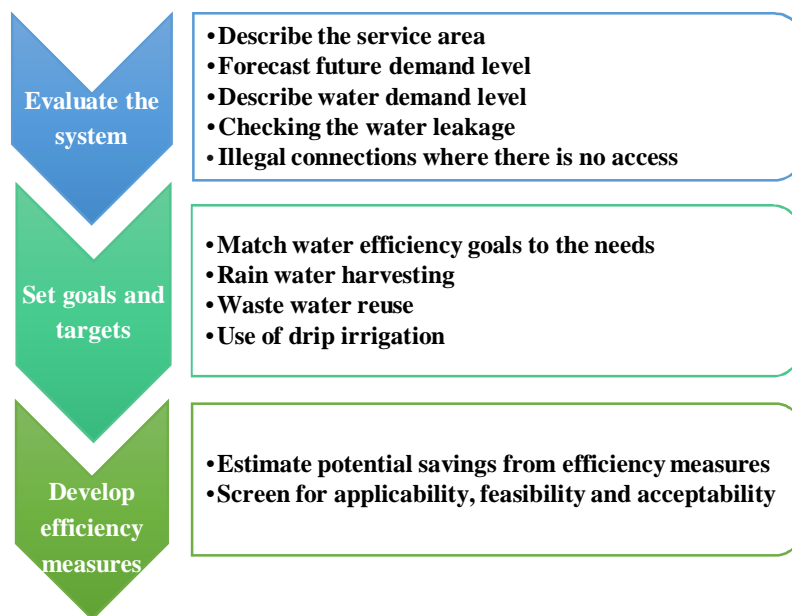 Evaluate the
system
•Describe the service area
•Forecast future demand level
•Describe water demand level
•Checking the water leakage
•Illegal connections where there is no access
Set goals and
targets
•Match water efficiency goals to the needs
•Rain water harvesting
•Waste water reuse
•Use of drip irrigation
Develop
efficiency
measures
•Estimate potential savings from efficiency measures
•Screen for applicability, feasibility and acceptability